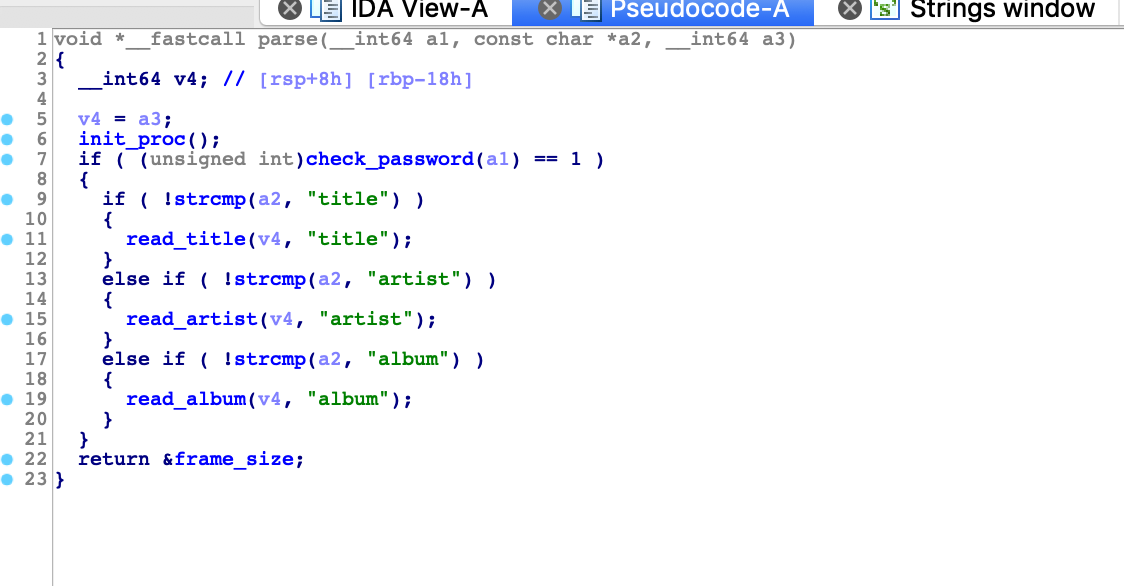 IDA View-A Pseudocode-A Strings window
1 void *__fastcall parse(__int64 a1, const char *a2, __int64 a3)
2 {
3   __int64 v4; // [rsp+8h] [rbp-18h]
4
5   v4 = a3;
6   init_proc();
7   if ( (unsigned int)check_password(a1) == 1 )
8   {
9     if ( !strcmp(a2, "title") )
10     {
11       read_title(v4, "title");
12     }
13     else if ( !strcmp(a2, "artist") )
14     {
15       read_artist(v4, "artist");
16     }
17     else if ( !strcmp(a2, "album") )
18     {
19       read_album(v4, "album");
20     }
21   }
22   return &frame_size;
23 }